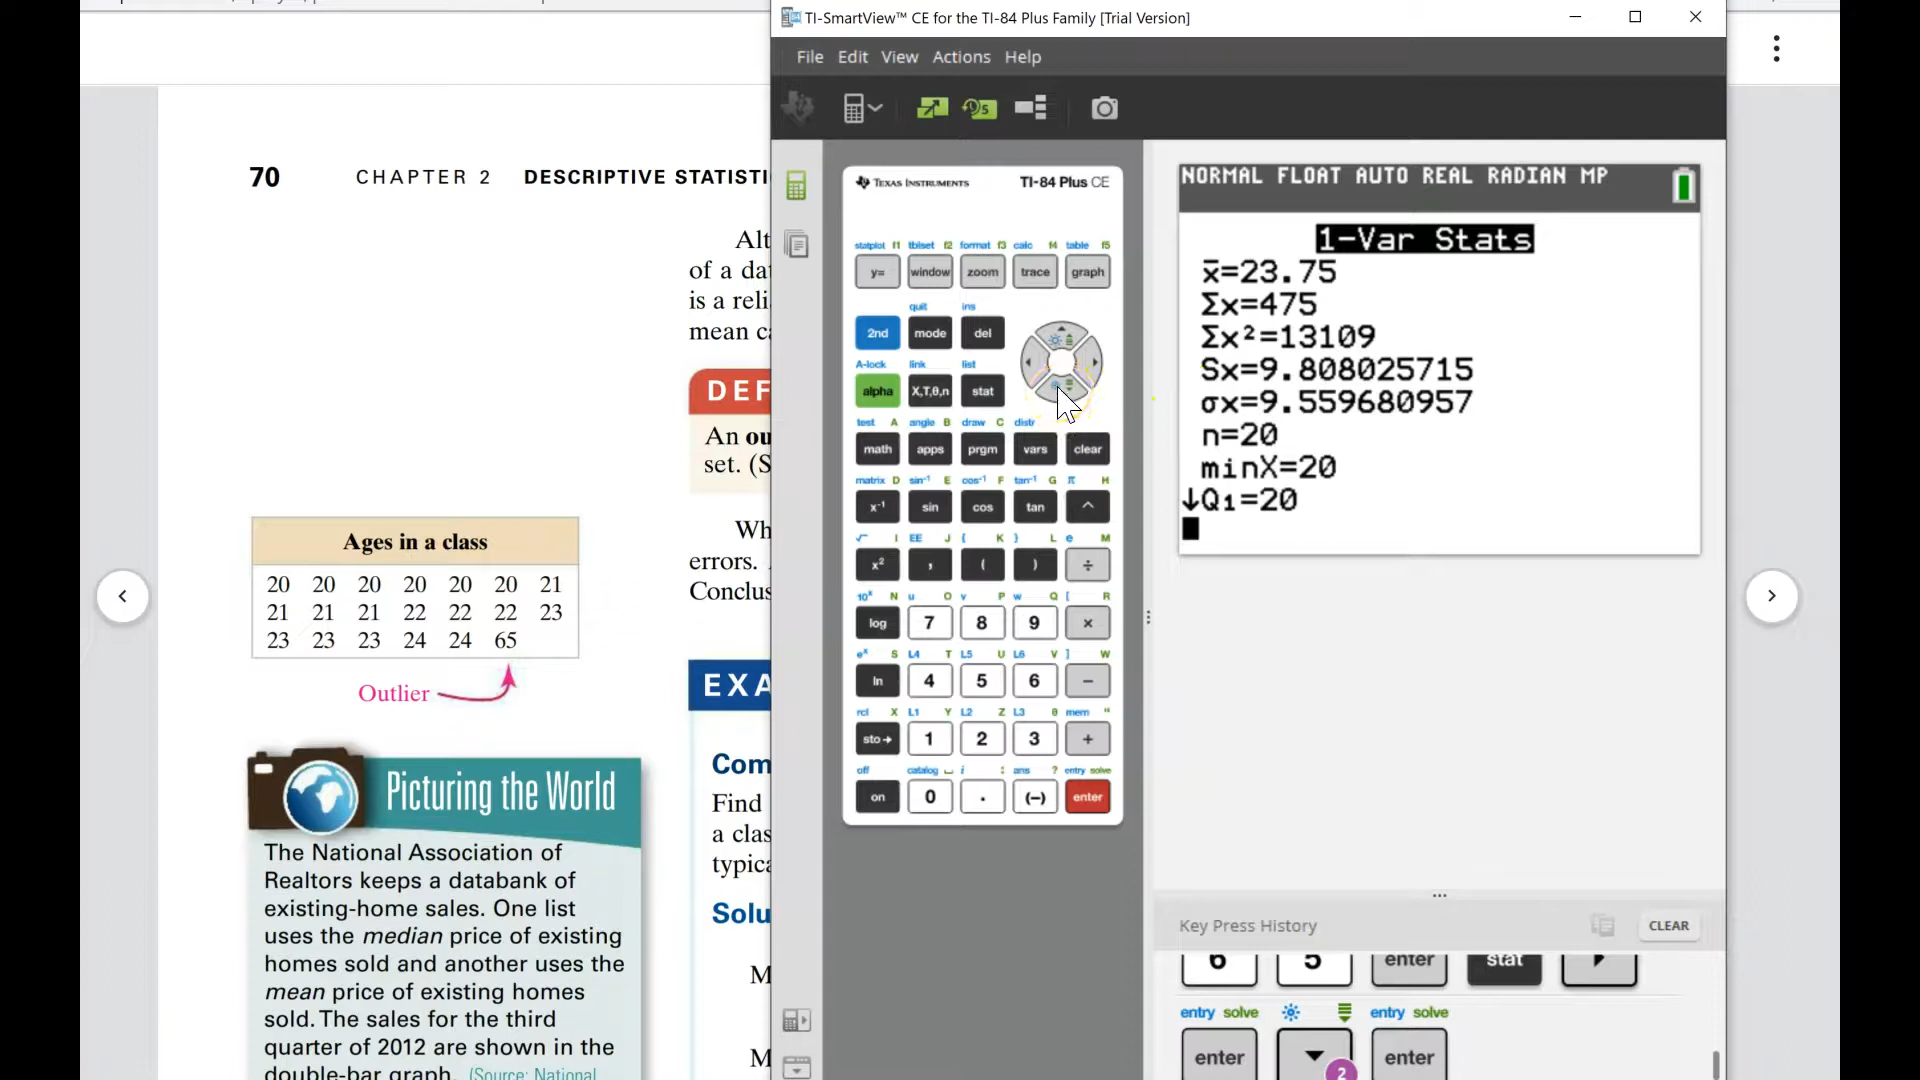 TI-SmartView™ CE for the TI-84 Plus Family [Trial Version]
File Edit View Actions Help
70 CHAPTER 2 DESCRIPTIVE STATISTI
Alt
of a dat
is a reli
mean ca
DEF
An ou
set. (S
Wh
errors.
Conclus
Ages in a class
20 20 20 20 20 20 21
21 21 21 22 22 22 23
23 23 23 24 24 65
Outlier
EXA
Com
Find
a clas
typica
Solu
M
M
Picturing the World
The National Association of
Realtors keeps a databank of
existing-home sales. One list
uses the median price of existing
homes sold and another uses the
mean price of existing homes
sold. The sales for the third
quarter of 2012 are shown in the
double-bar graph. (Source: National
TEXAS INSTRUMENTS TI-84 Plus CE
statplot f1 tblset f2 format f3 calc f4 table f5
y= window zoom trace graph
quit ins
2nd mode del
A-lock link list
alpha X,T,θ,n stat
test A angle B draw C distr
math apps prgm vars clear
matrix D sin⁻¹ E cos⁻¹ F tan⁻¹ G π H
x⁻¹ sin cos tan ^
√ I EE J { K } L e M
x² , ( ) ÷
10ˣ N u O v P w Q [ R
log 7 8 9 ×
eˣ S L4 T L5 U L6 V ] W
ln 4 5 6 −
rcl X L1 Y L2 Z L3 θ mem "
sto→ 1 2 3 +
off catalog i : ans ? entry solve
on 0 . (−) enter
NORMAL FLOAT AUTO REAL RADIAN MP
1-Var Stats
x̄=23.75
Σx=475
Σx²=13109
Sx=9.808025715
σx=9.559680957
n=20
minX=20
↓Q₁=20
Key Press History CLEAR
6 5 enter stat
entry solve entry solve
enter enter
2